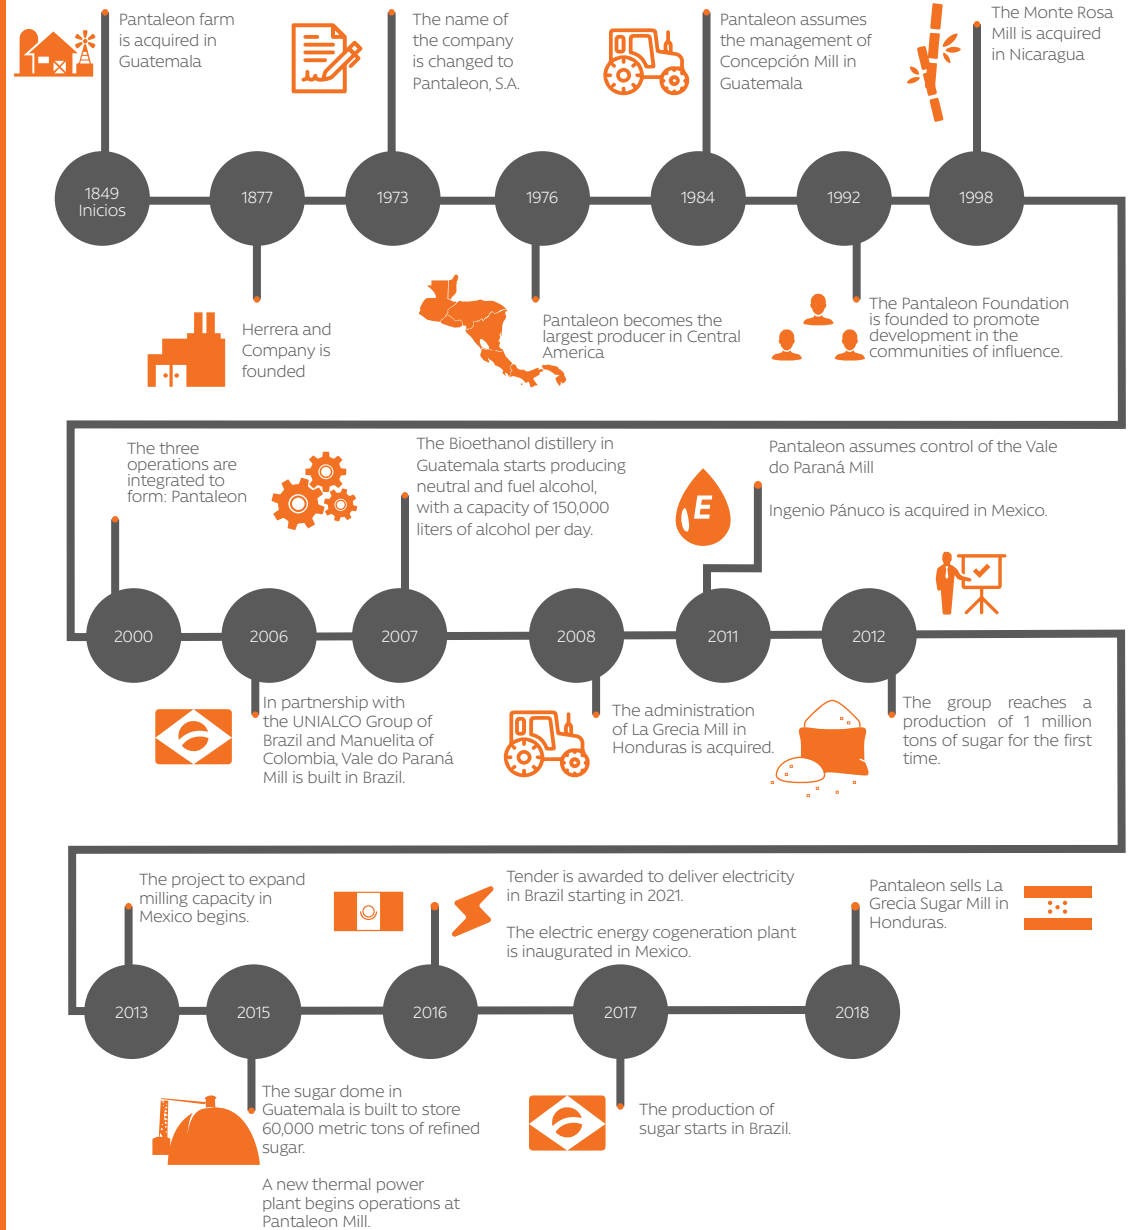 Pantaleon farm
is acquired in
Guatemala
The name of
the company
is changed to
Pantaleon, S.A.
Pantaleon assumes
the management of
Concepción Mill in
Guatemala
The Monte Rosa
Mill is acquired
in Nicaragua
1849
Inicios
1877
1973
1976
1984
1992
1998
Herrera and
Company is
founded
Pantaleon becomes the
largest producer in Central
America
The Pantaleon Foundation
is founded to promote
development in the
communities of influence.
The three
operations are
integrated to
form: Pantaleon
The Bioethanol distillery in
Guatemala starts producing
neutral and fuel alcohol,
with a capacity of 150,000
liters of alcohol per day.
E
Pantaleon assumes control of the Vale
do Paraná Mill
Ingenio Pánuco is acquired in Mexico.
2000
2006
2007
2008
2011
2012
In partnership with
the UNIALCO Group of
Brazil and Manuelita of
Colombia, Vale do Paraná
Mill is built in Brazil.
The administration
of La Grecia Mill in
Honduras is acquired.
The group reaches a
production of 1 million
tons of sugar for the first
time.
The project to expand
milling capacity in
Mexico begins.
Tender is awarded to deliver electricity
in Brazil starting in 2021.
The electric energy cogeneration plant
is inaugurated in Mexico.
Pantaleon sells La
Grecia Sugar Mill in
Honduras.
2013
2015
2016
2017
2018
The sugar dome in
Guatemala is built to store
60,000 metric tons of refined
sugar.
A new thermal power
plant begins operations at
Pantaleon Mill.
The production of
sugar starts in Brazil.